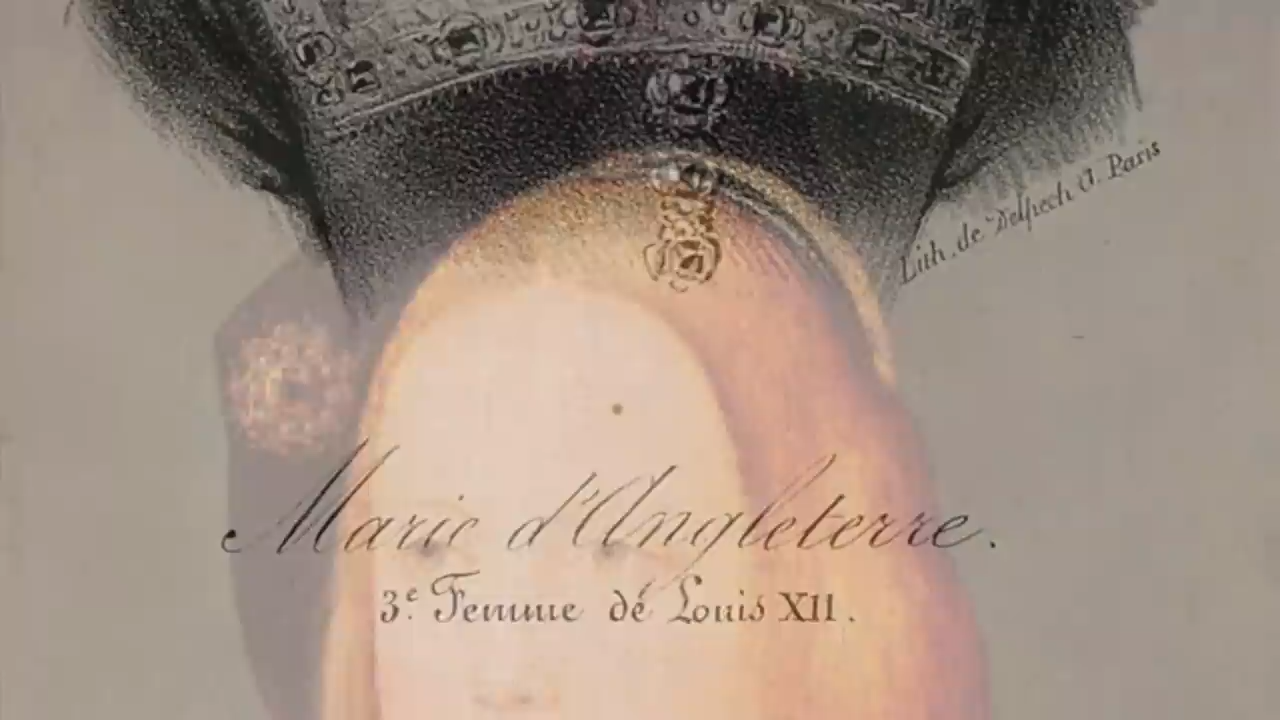 Lith. de Delpech à Paris
Marie d'Angleterre.
3.e Femme de Louis XII.